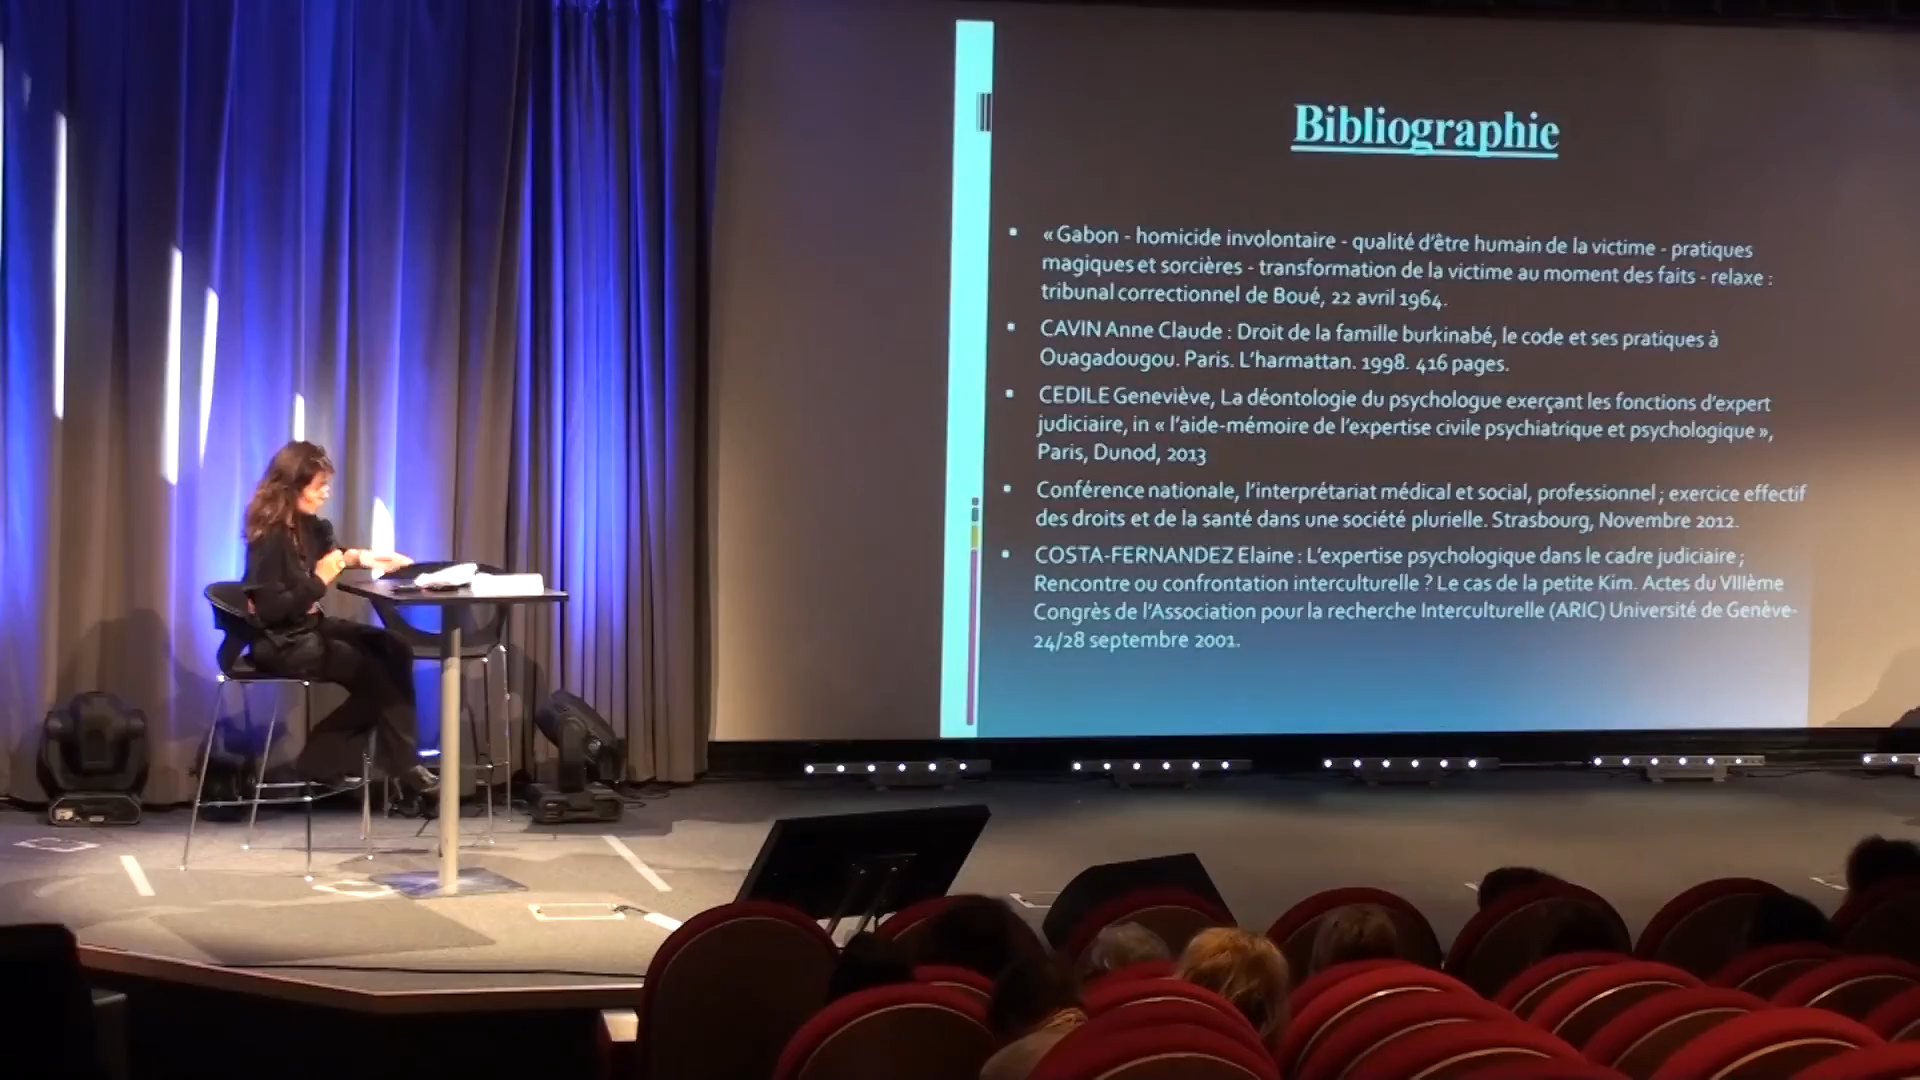 Bibliographie
« Gabon - homicide involontaire - qualité d'être humain de la victime - pratiques
magiques et sorcières - transformation de la victime au moment des faits - relaxe :
tribunal correctionnel de Boué, 22 avril 1964.
CAVIN Anne Claude : Droit de la famille burkinabé, le code et ses pratiques à
Ouagadougou. Paris. L'harmattan. 1998. 416 pages.
CEDILE Geneviève, La déontologie du psychologue exerçant les fonctions d'expert
judiciaire, in « l'aide-mémoire de l'expertise civile psychiatrique et psychologique »,
Paris, Dunod, 2013
Conférence nationale, l'interprétariat médical et social, professionnel ; exercice effectif
des droits et de la santé dans une société plurielle. Strasbourg, Novembre 2012.
COSTA-FERNANDEZ Elaine : L'expertise psychologique dans le cadre judiciaire ;
Rencontre ou confrontation interculturelle ? Le cas de la petite Kim. Actes du VIIIème
Congrès de l'Association pour la recherche Interculturelle (ARIC) Université de Genève-
24/28 septembre 2001.